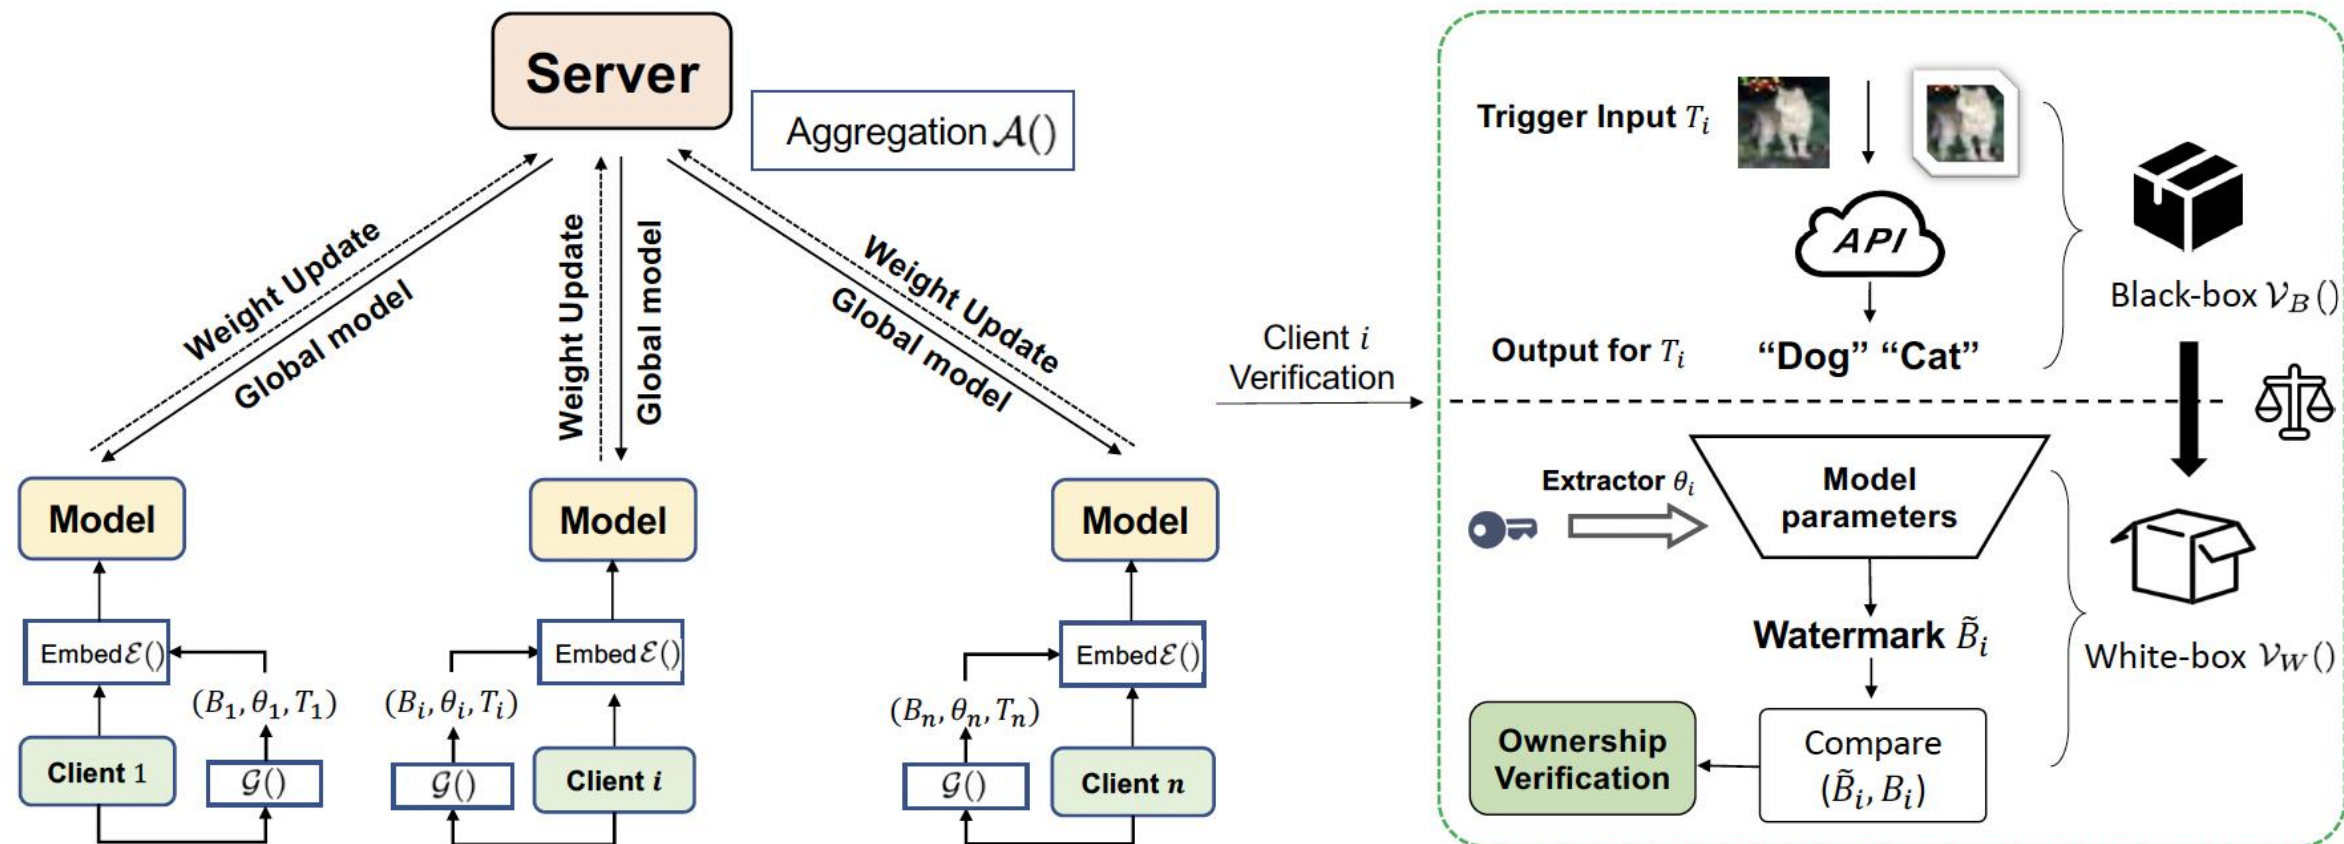 Server
Aggregation 𝒜()
Weight Update
Global model
Weight Update
Global model
Weight Update
Global model
Model
Model
Model
Embed ℰ()
Embed ℰ()
Embed ℰ()
(B₁, θ₁, T₁)
(Bᵢ, θᵢ, Tᵢ)
(Bₙ, θₙ, Tₙ)
Client 1
𝒢()
𝒢()
Client i
𝒢()
Client n
Client i
Verification
Trigger Input Tᵢ
API
Output for Tᵢ
“Dog” “Cat”
Black-box 𝒱_B()
Extractor θᵢ
Model
parameters
Watermark B̃ᵢ
White-box 𝒱_W()
Compare
(B̃ᵢ, Bᵢ)
Ownership
Verification